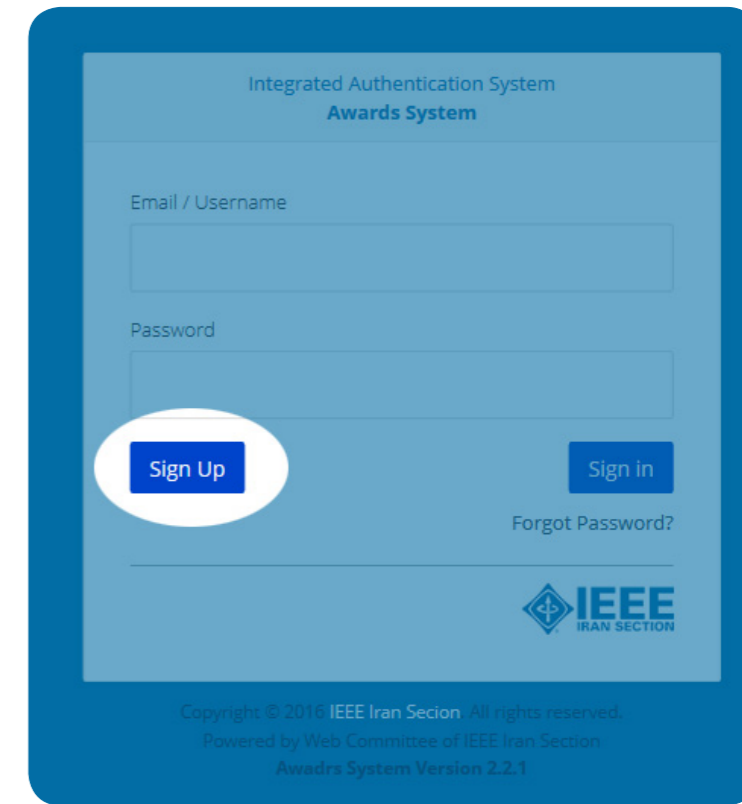 Integrated Authentication System
Awards System
Email / Username
Password
Sign Up
Sign in
Forgot Password?
IEEE
IRAN SECTION
Copyright © 2016 IEEE Iran Secion. All rights reserved.
Powered by Web Committee of IEEE Iran Section
Awadrs System Version 2.2.1